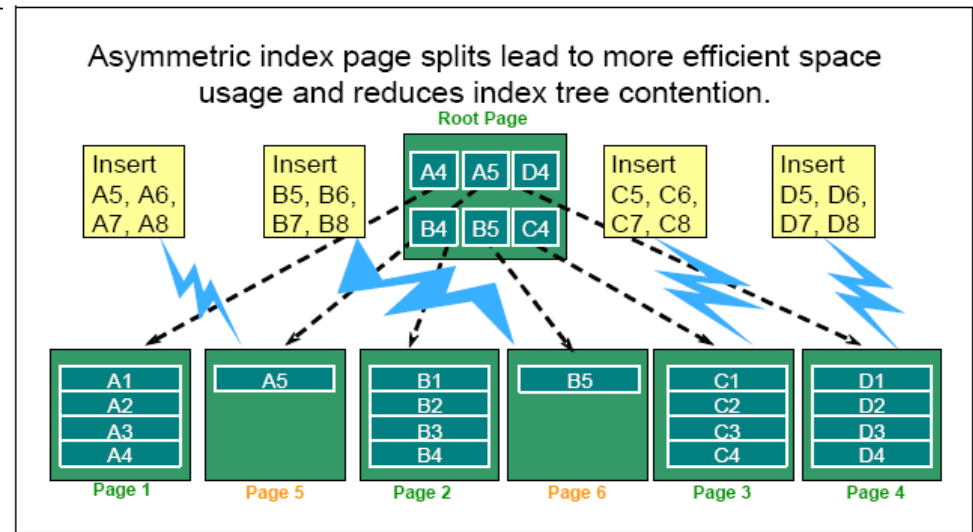 Asymmetric index page splits lead to more efficient space
usage and reduces index tree contention.
Root Page
Insert
A5, A6,
A7, A8
Insert
B5, B6,
B7, B8
A4 A5 D4
B4 B5 C4
Insert
C5, C6,
C7, C8
Insert
D5, D6,
D7, D8
A1
A2
A3
A4
Page 1
A5
Page 5
B1
B2
B3
B4
Page 2
B5
Page 6
C1
C2
C3
C4
Page 3
D1
D2
D3
D4
Page 4